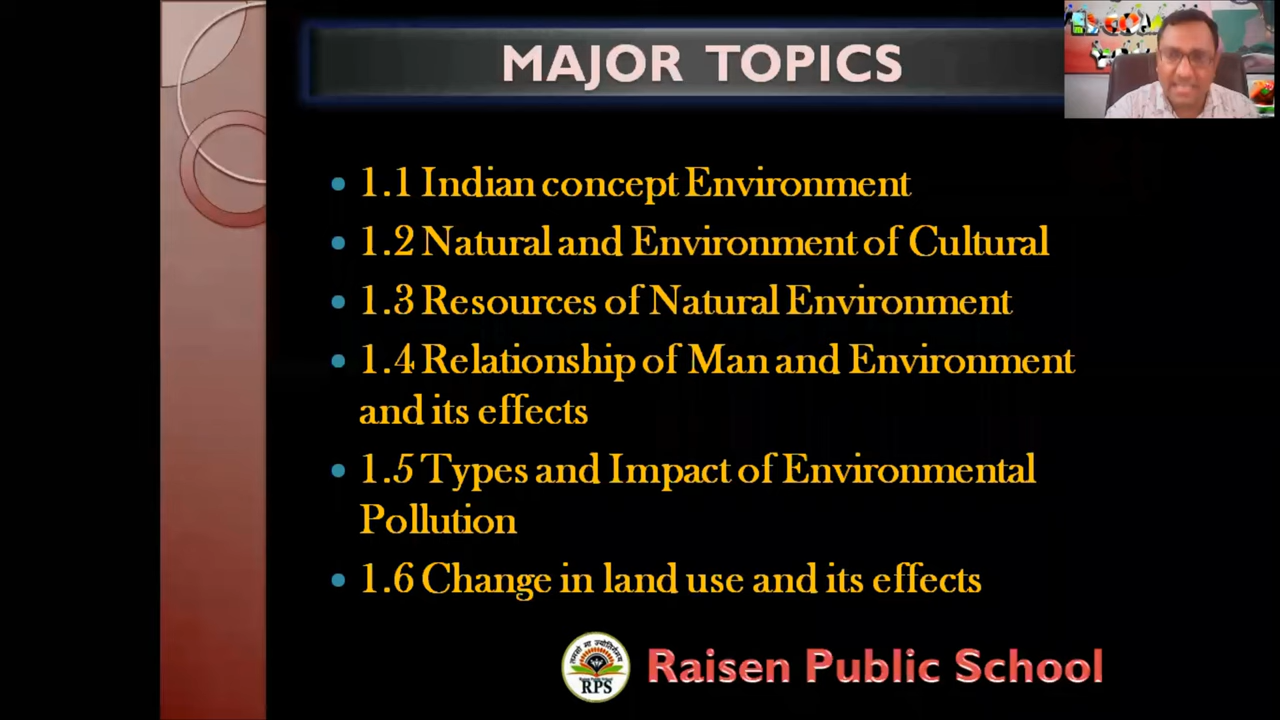 MAJOR TOPICS
1.1 Indian concept Environment
1.2 Natural and Environment of Cultural
1.3 Resources of Natural Environment
1.4 Relationship of Man and Environment
and its effects
1.5 Types and Impact of Environmental
Pollution
1.6 Change in land use and its effects
तमसो मा ज्योतिर्गमय
RPS
Raisen Public School